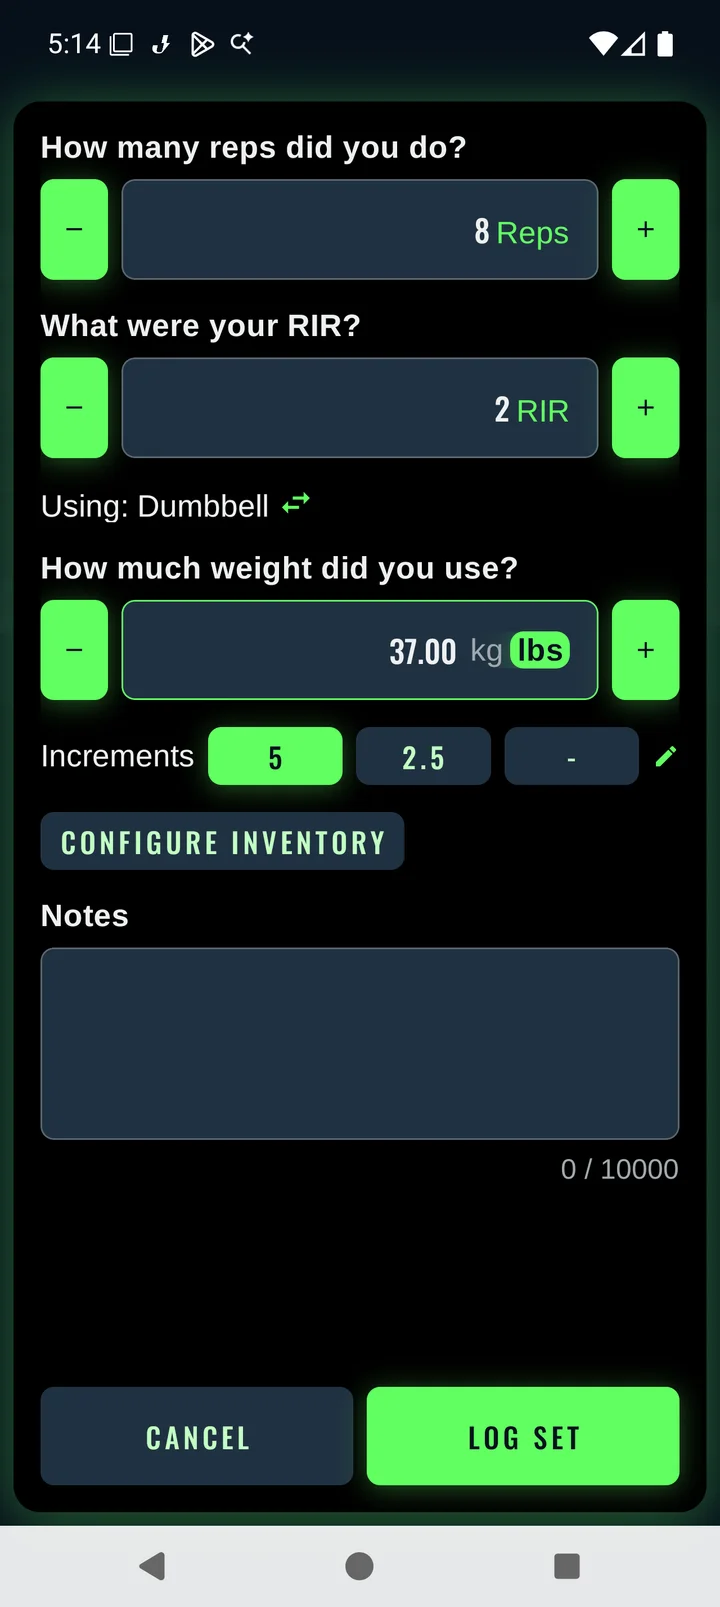 5:14
How many reps did you do?
− 8 Reps +
What were your RIR?
− 2 RIR +
Using: Dumbbell
How much weight did you use?
− 37.00 kg lbs +
Increments 5 2.5 -
CONFIGURE INVENTORY
Notes
0 / 10000
CANCEL LOG SET